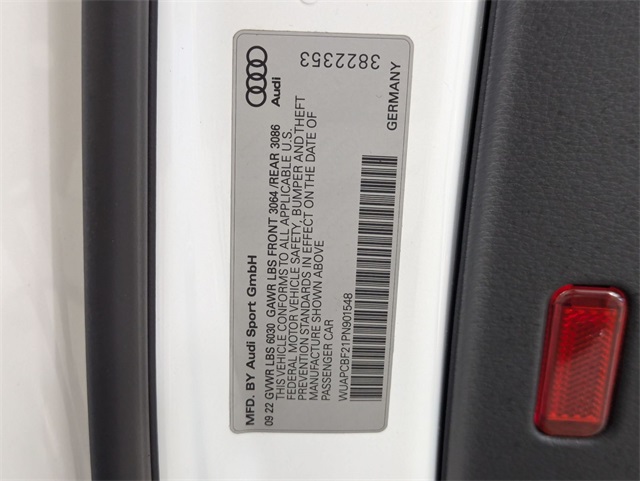 Audi
3822353
MFD. BY Audi Sport GmbH
09 22 GVWR LBS 6030 GAWR LBS FRONT 3064 /REAR 3086
THIS VEHICLE CONFORMS TO ALL APPLICABLE U.S.
FEDERAL MOTOR VEHICLE SAFETY, BUMPER AND THEFT
PREVENTION STANDARDS IN EFFECT ON THE DATE OF
MANUFACTURE SHOWN ABOVE
PASSENGER CAR
WUAPCBF21PN901548
GERMANY